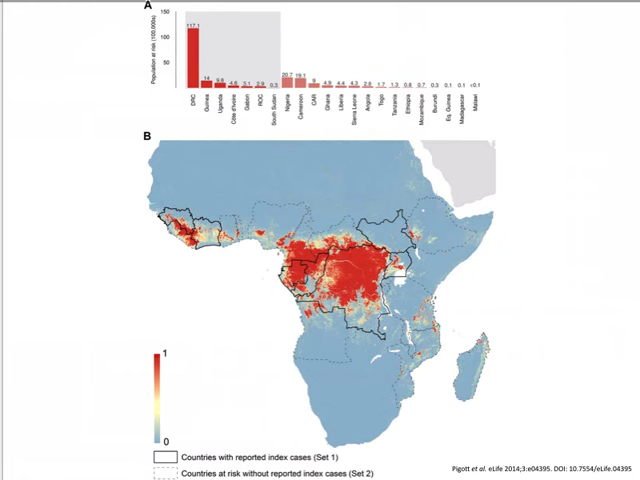 A
Population at risk (100,000s)
150
100
50
117.1
14
9.8
4.6
3.1
2.9
0.3
20.7
19.1
9
4.9
4.4
4.3
2.6
1.7
1.3
0.8
0.7
0.3
0.1
0.1
<0.1
DRC
Guinea
Uganda
Côte d'Ivoire
Gabon
ROC
South Sudan
Nigeria
Cameroon
CAR
Ghana
Liberia
Sierra Leone
Angola
Togo
Tanzania
Ethiopia
Mozambique
Burundi
Eq. Guinea
Madagascar
Malawi
B
1
0
Countries with reported index cases (Set 1)
Countries at risk without reported index cases (Set 2)
Pigott et al. eLife 2014;3:e04395. DOI: 10.7554/eLife.04395